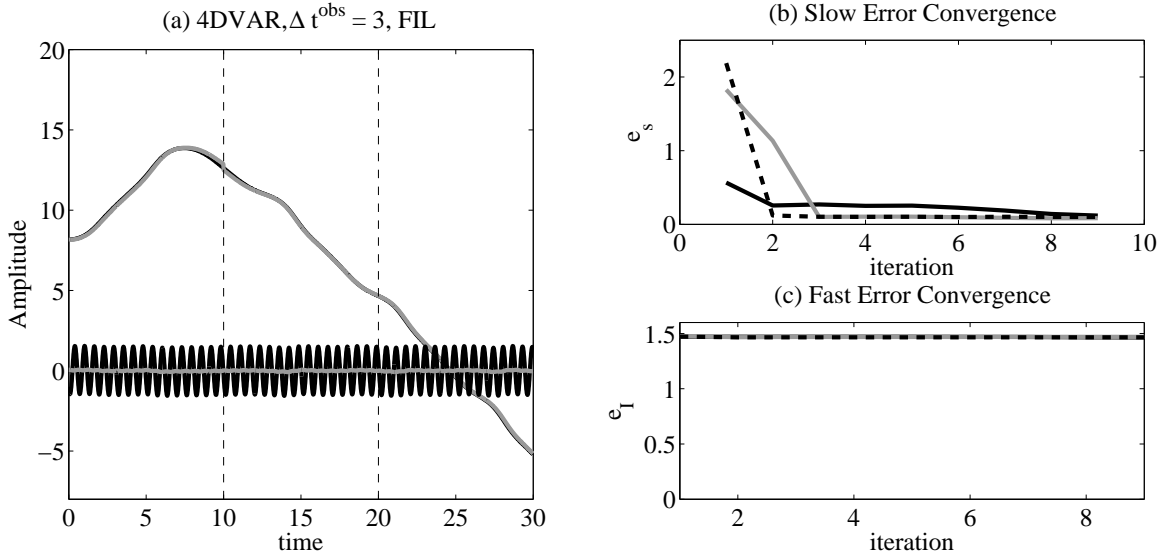 (a) 4DVAR, Δ t^obs = 3, FIL
20
15
10
5
0
−5
Amplitude
0 5 10 15 20 25 30
time
(b) Slow Error Convergence
2
1
0
e_s
0 2 4 6 8 10
iteration
(c) Fast Error Convergence
1.5
1
0.5
0
e_I
2 4 6 8
iteration